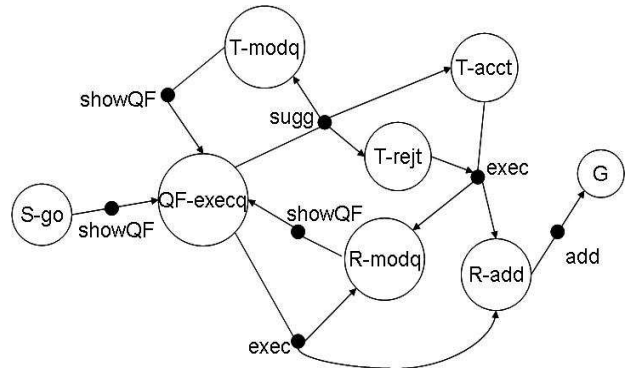 T-modq
T-acct
showQF
sugg
T-rejt
exec
G
S-go
QF-execq
showQF
showQF
R-modq
R-add
add
exec